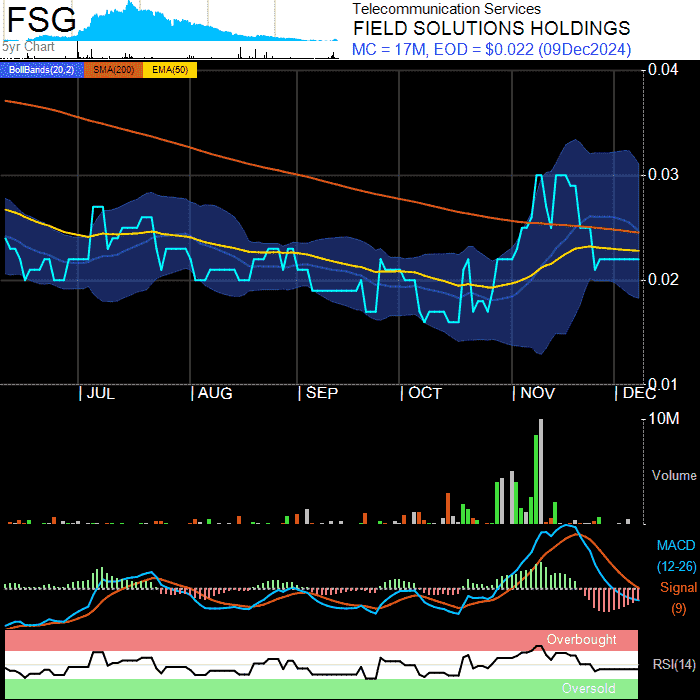 FSG
5yr Chart
Telecommunication Services
FIELD SOLUTIONS HOLDINGS
MC = 17M, EOD = $0.022 (09Dec2024)
BollBands(20,2) SMA(200) EMA(50)
0.04
0.03
0.02
0.01
| JUL | AUG | SEP | OCT | NOV | DEC
10M
Volume
MACD
(12-26)
Signal
(9)
Overbought
RSI(14)
Oversold